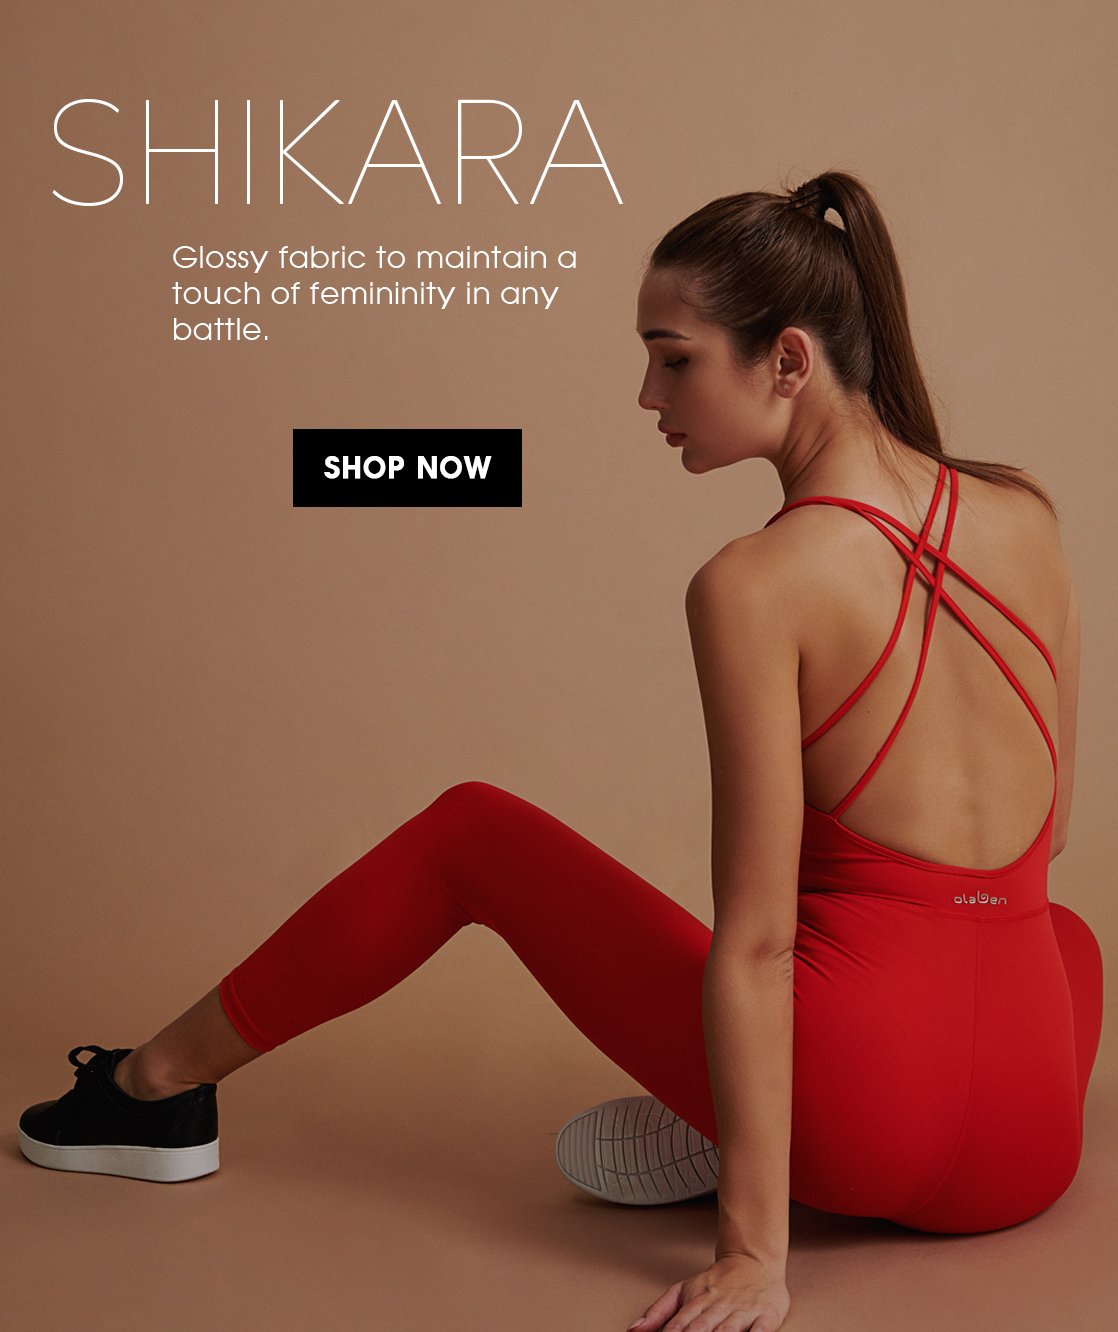 SHIKARA
Glossy fabric to maintain a
touch of femininity in any
battle.
SHOP NOW
olaben